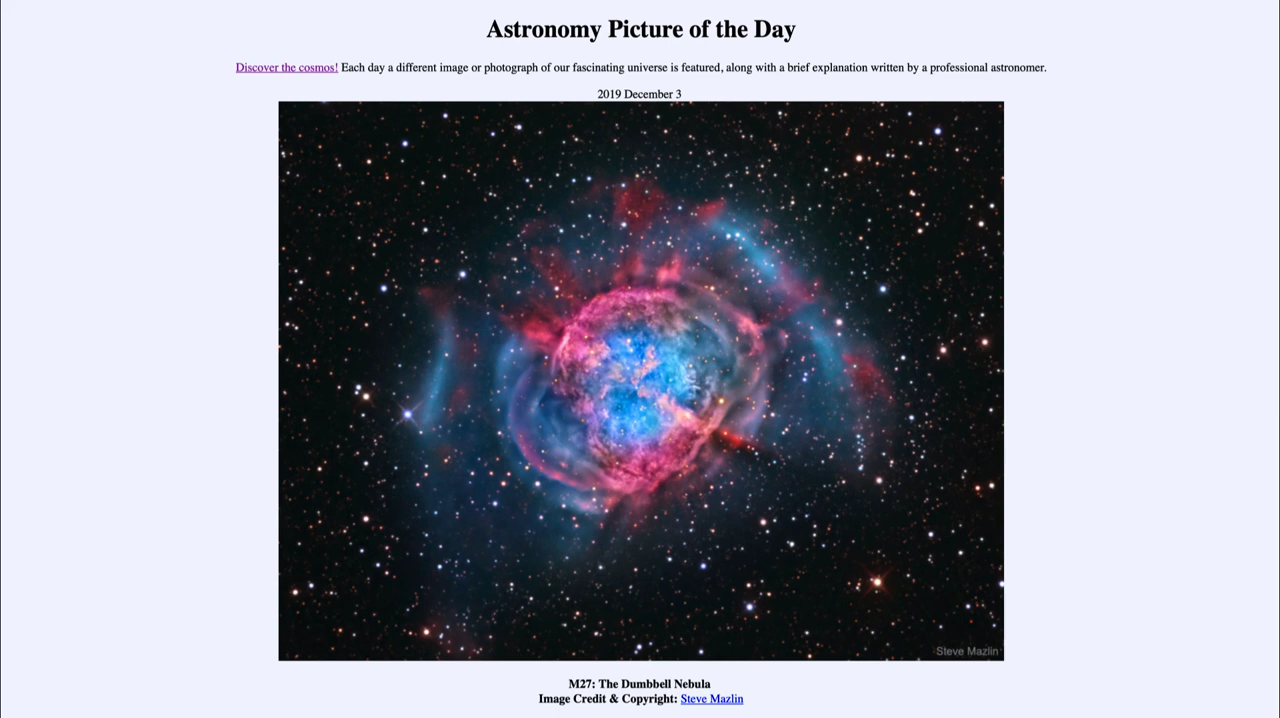 Astronomy Picture of the Day
Discover the cosmos! Each day a different image or photograph of our fascinating universe is featured, along with a brief explanation written by a professional astronomer.
2019 December 3
Steve Mazlin
M27: The Dumbbell Nebula
Image Credit & Copyright: Steve Mazlin